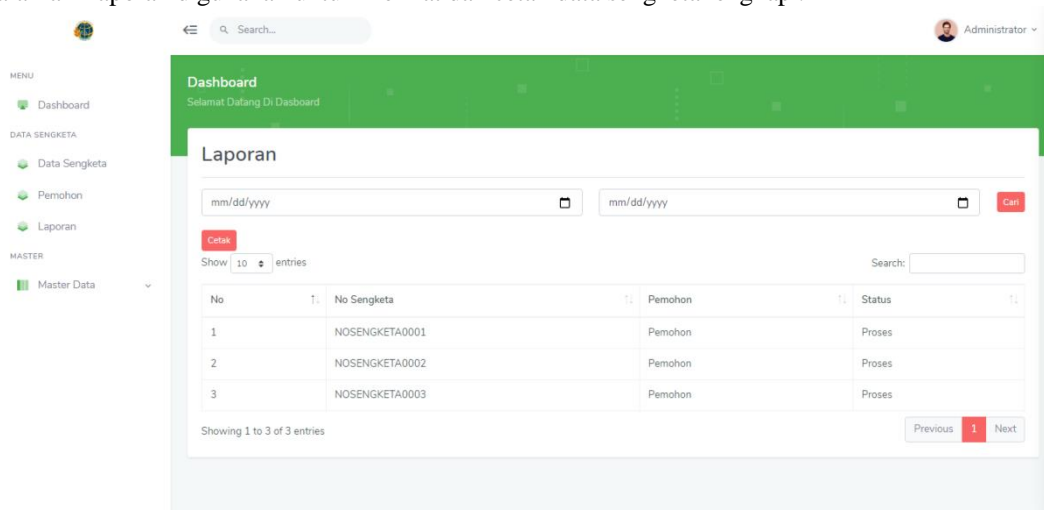 Search...
Administrator
MENU
Dashboard
DATA SENGKETA
Data Sengketa
Pemohon
Laporan
MASTER
Master Data
Dashboard
Selamat Datang Di Dasboard
Laporan
mm/dd/yyyy mm/dd/yyyy Cari
Cetak
Show 10 entries Search:
No No Sengketa Pemohon Status
1 NOSENGKETA0001 Pemohon Proses
2 NOSENGKETA0002 Pemohon Proses
3 NOSENGKETA0003 Pemohon Proses
Showing 1 to 3 of 3 entries Previous 1 Next